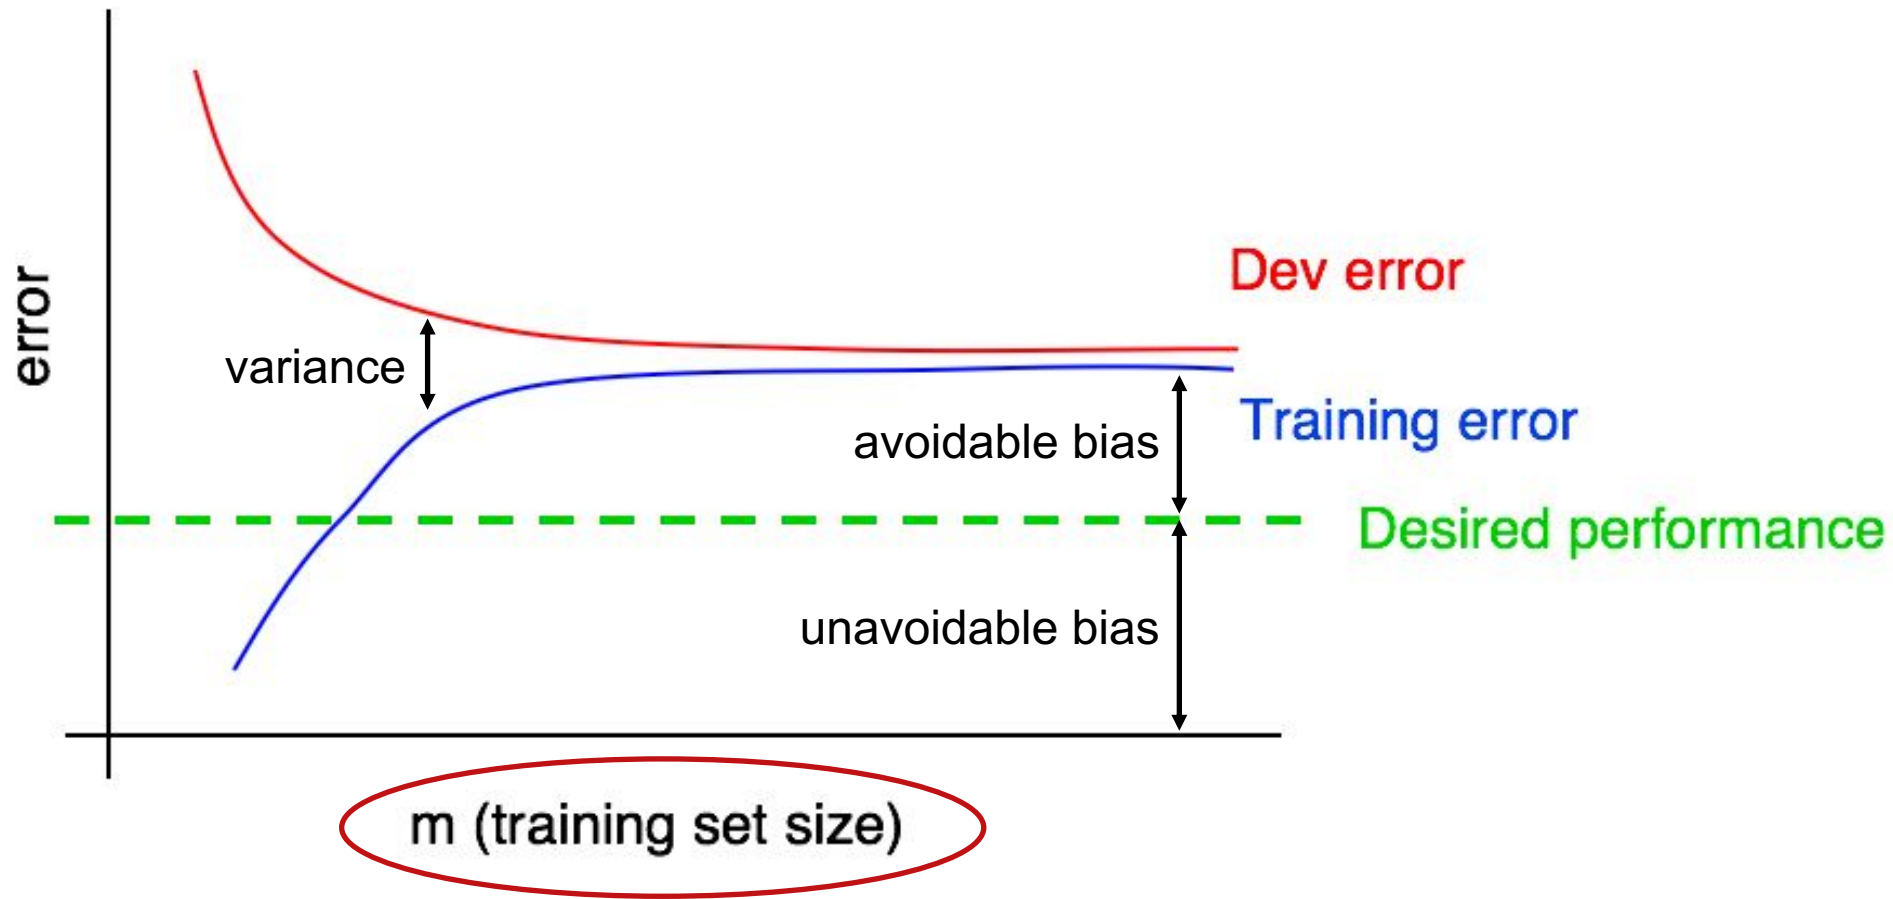 error
Dev error
variance
Training error
avoidable bias
Desired performance
unavoidable bias
m (training set size)